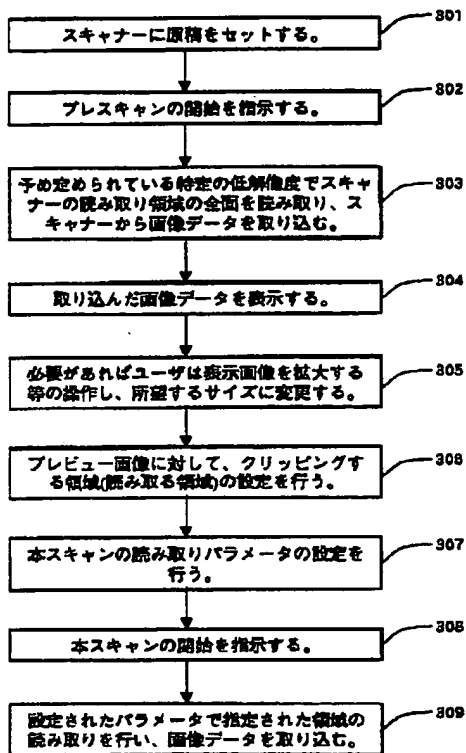 スキャナーに原稿をセットする。
301
プレスキャンの開始を指示する。
302
予め定められている特定の低解像度でスキャ
ナーの読み取り領域の全面を読み取り、ス
キャナーから画像データを取り込む。
303
取り込んだ画像データを表示する。
304
必要があればユーザは表示画像を拡大する
等の操作し、所望するサイズに変更する。
305
プレビュー画像に対して、クリッピングす
る領域(読み取る領域)の設定を行う。
306
本スキャンの読み取りパラメータの設定を
行う。
307
本スキャンの開始を指示する。
308
設定されたパラメータで指定された領域の
読み取りを行い、画像データを取り込む。
309